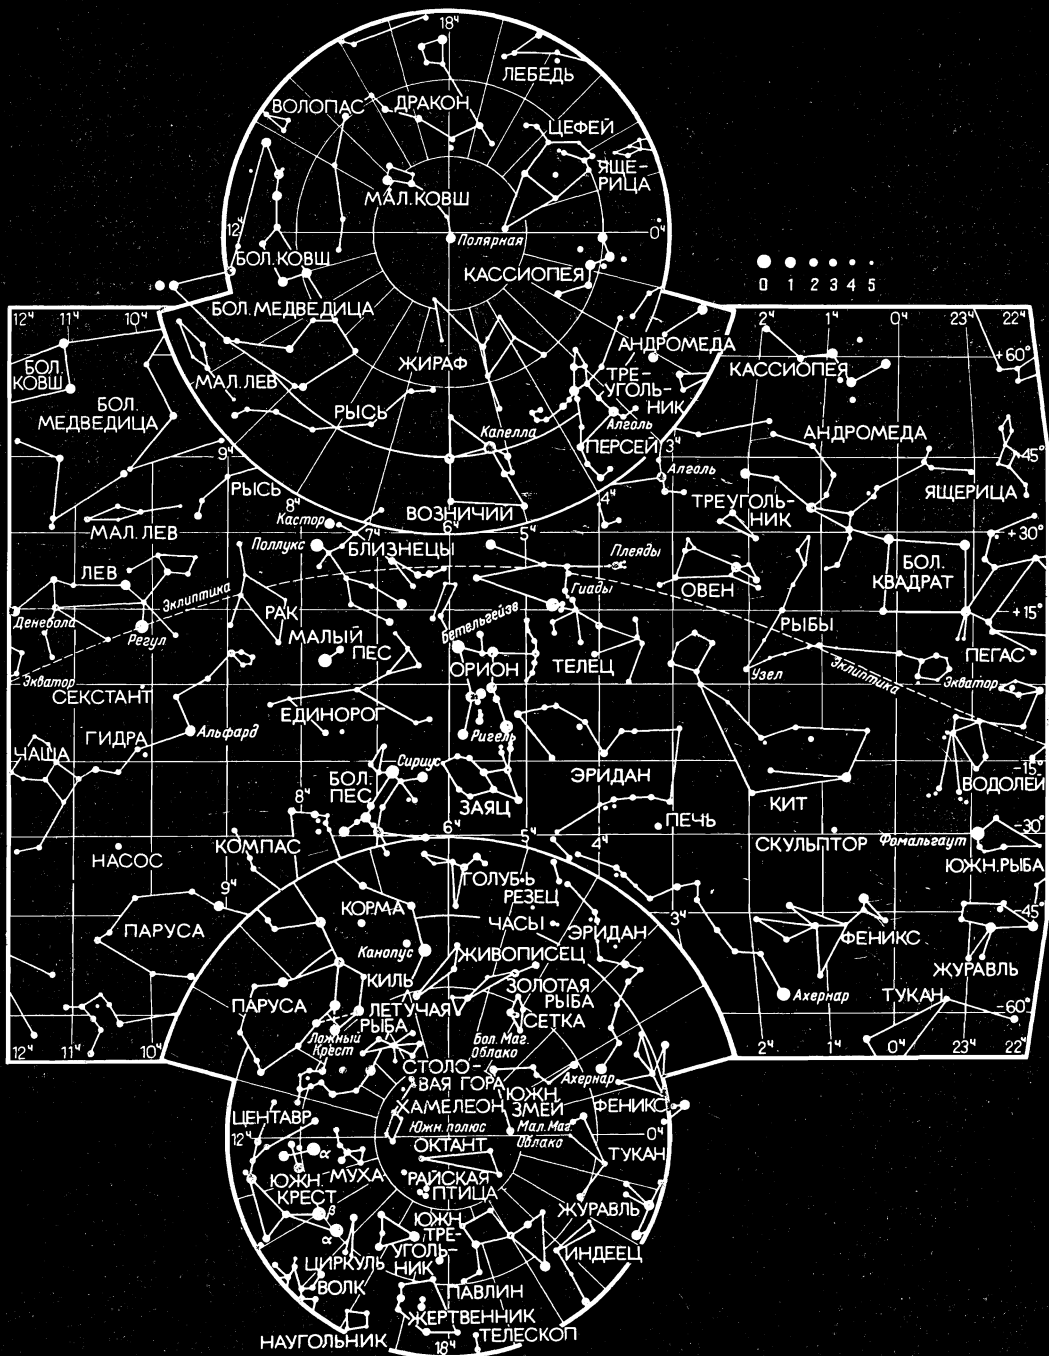 18ч
ЛЕБЕДЬ
ВОЛОПАС
ДРАКОН
ЦЕФЕЙ
ЯЩЕ-
РИЦА
МАЛ. КОВШ
12ч
Полярная
0ч
БОЛ. КОВШ
КАССИОПЕЯ
0 1 2 3 4 5
БОЛ. МЕДВЕДИЦА
12ч 11ч 10ч
2ч 1ч 0ч 23ч 22ч
ЖИРАФ
АНДРОМЕДА
+60°
БОЛ.
КОВШ
КАССИОПЕЯ
МАЛ. ЛЕВ
ТРЕ-
УГОЛЬ-
НИК
БОЛ.
МЕДВЕДИЦА
РЫСЬ
Алголь
Капелла
ПЕРСЕЙ
3ч
АНДРОМЕДА
+45°
9ч
Алголь
РЫСЬ
8ч
4ч
ТРЕУГОЛЬ-
НИК
ЯЩЕРИЦА
ВОЗНИЧИЙ
МАЛ. ЛЕВ
Кастор
7ч
6ч
5ч
+30°
Поллукс
БЛИЗНЕЦЫ
Плеяды
БОЛ.
КВАДРАТ
ЛЕВ
Эклиптика
ОВЕН
Гиады
РАК
+15°
Денебола
Регул
МАЛЫЙ
ПЕС
Бетельгейзе
РЫБЫ
ОРИОН
ТЕЛЕЦ
ПЕГАС
Экватор
Узел
Эклиптика
Экватор
СЕКСТАНТ
ЕДИНОРОГ
Альфард
Ригель
ГИДРА
ЧАША
Сириус
БОЛ.
ПЕС
ЭРИДАН
-15°
ВОДОЛЕЙ
ЗАЯЦ
КИТ
8ч
6ч
5ч
4ч
ПЕЧЬ
-30°
КОМПАС
СКУЛЬПТОР
Фомальгаут
НАСОС
ЮЖН. РЫБА
9ч
ГОЛУБЬ
РЕЗЕЦ
КОРМА
ЧАСЫ
3ч
-45°
ПАРУСА
ЭРИДАН
ФЕНИКС
Канопус
ЖИВОПИСЕЦ
ЖУРАВЛЬ
КИЛЬ
ЗОЛОТАЯ
РЫБА
Ахернар
ТУКАН
ПАРУСА
ЛЕТУЧАЯ
РЫБА
СЕТКА
-60°
Ложный
Крест
Бол. Маг.
Облако
12ч 11ч 10ч
2ч 1ч 0ч 23ч 22ч
СТОЛО-
ВАЯ ГОРА
Ахернар
ЮЖН.
ЗМЕЙ
ХАМЕЛЕОН
ФЕНИКС
ЦЕНТАВР
12ч
Южн. полюс
Мал. Маг.
Облако
0ч
α
ОКТАНТ
ТУКАН
МУХА
ЮЖН.
КРЕСТ
РАЙСКАЯ
ПТИЦА
β
ЖУРАВЛЬ
α
ЮЖН.
ТРЕ-
УГОЛЬ-
НИК
ИНДЕЕЦ
ЦИРКУЛЬ
ВОЛК
ПАВЛИН
ЖЕРТВЕННИК
НАУГОЛЬНИК
ТЕЛЕСКОП
18ч